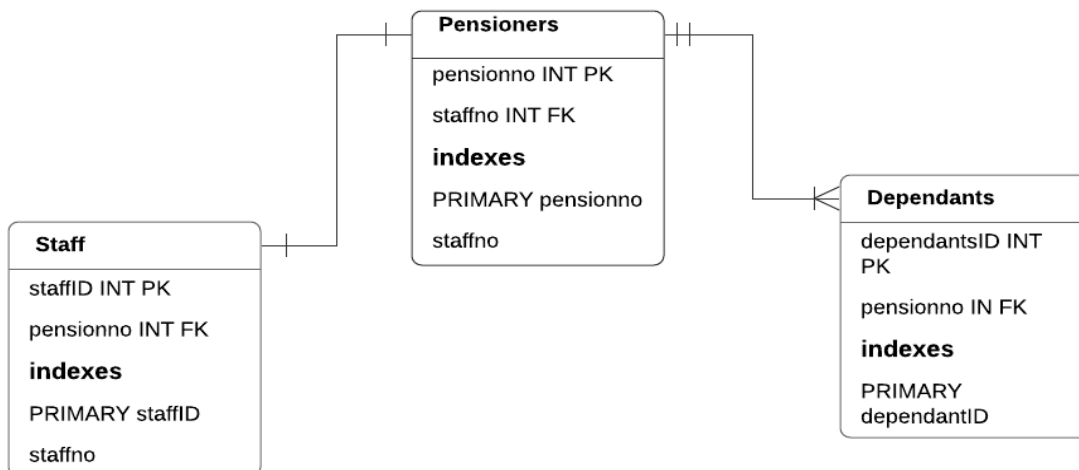 Pensioners
pensionno INT PK
staffno INT FK
indexes
PRIMARY pensionno
staffno
Staff
staffID INT PK
pensionno INT FK
indexes
PRIMARY staffID
staffno
Dependants
dependantsID INT
PK
pensionno IN FK
indexes
PRIMARY
dependantID